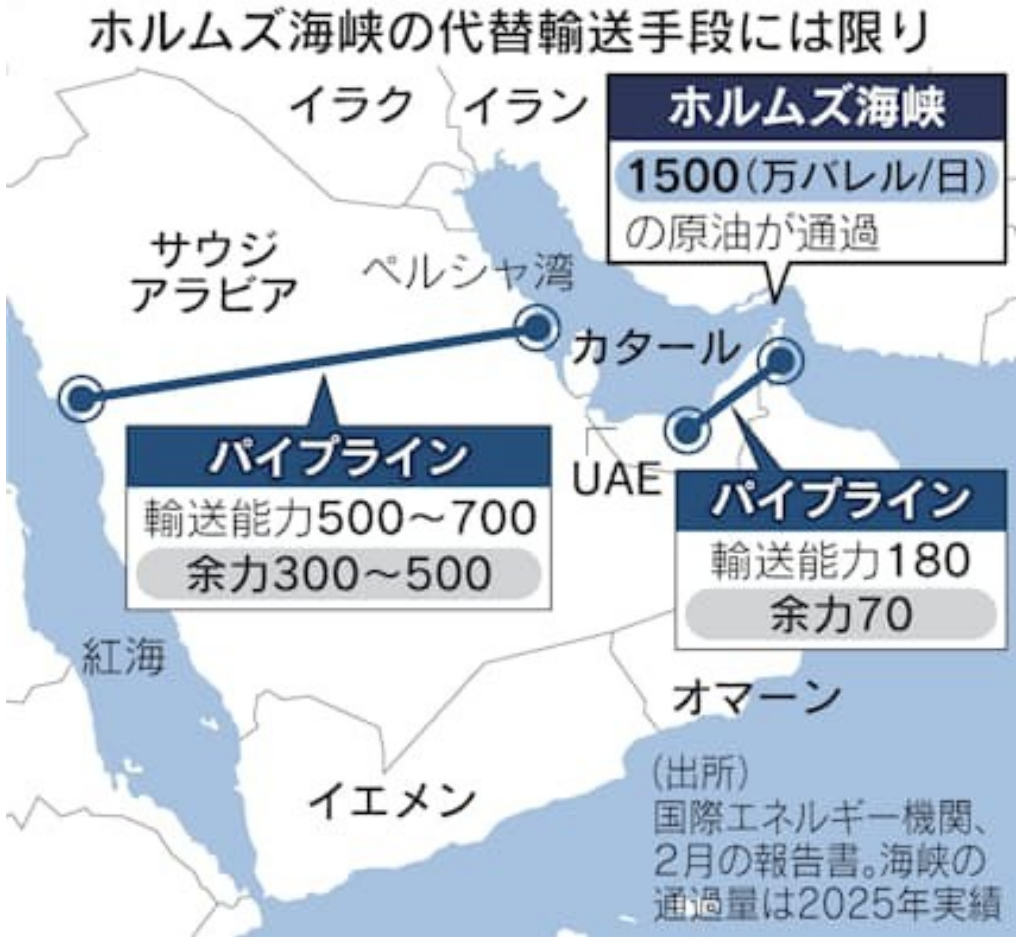 ホルムズ海峡の代替輸送手段には限り
イラク
イラン
ホルムズ海峡
1500(万バレル/日)
の原油が通過
サウジ
アラビア
ペルシャ湾
カタール
UAE
パイプライン
輸送能力500～700
余力300～500
パイプライン
輸送能力180
余力70
紅海
オマーン
イエメン
(出所)
国際エネルギー機関、
2月の報告書。海峡の
通過量は2025年実績